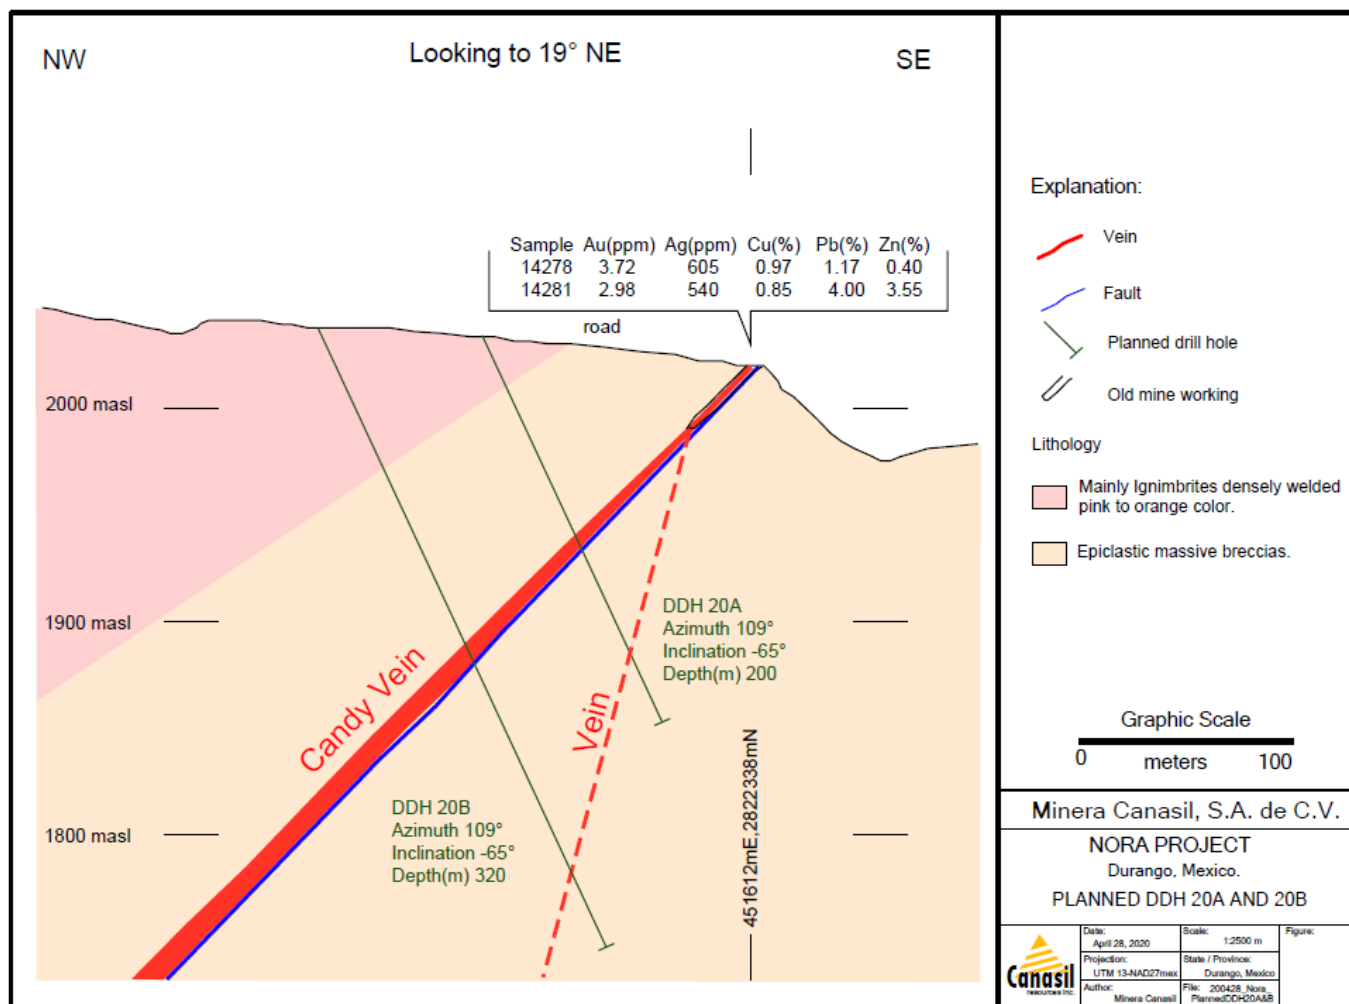 NW
Looking to 19° NE
SE
Sample Au(ppm) Ag(ppm) Cu(%) Pb(%) Zn(%)
14278 3.72 605 0.97 1.17 0.40
14281 2.98 540 0.85 4.00 3.55
road
2000 masl
1900 masl
1800 masl
Candy Vein
Vein
DDH 20A
Azimuth 109°
Inclination -65°
Depth(m) 200
DDH 20B
Azimuth 109°
Inclination -65°
Depth(m) 320
451612mE,2822338mN
Explanation:
Vein
Fault
Planned drill hole
Old mine working
Lithology
Mainly Ignimbrites densely welded
pink to orange color.
Epiclastic massive breccias.
Graphic Scale
0 meters 100
Minera Canasil, S.A. de C.V.
NORA PROJECT
Durango, Mexico.
PLANNED DDH 20A AND 20B
Canasil
resources inc.
Date:
April 28, 2020
Scale:
1:2500 m
Figure:
Projection:
UTM 13-NAD27mex
State / Province:
Durango, Mexico
Author:
Minera Canasil
File: 200428_Nora_
PlannedDDH20A&B